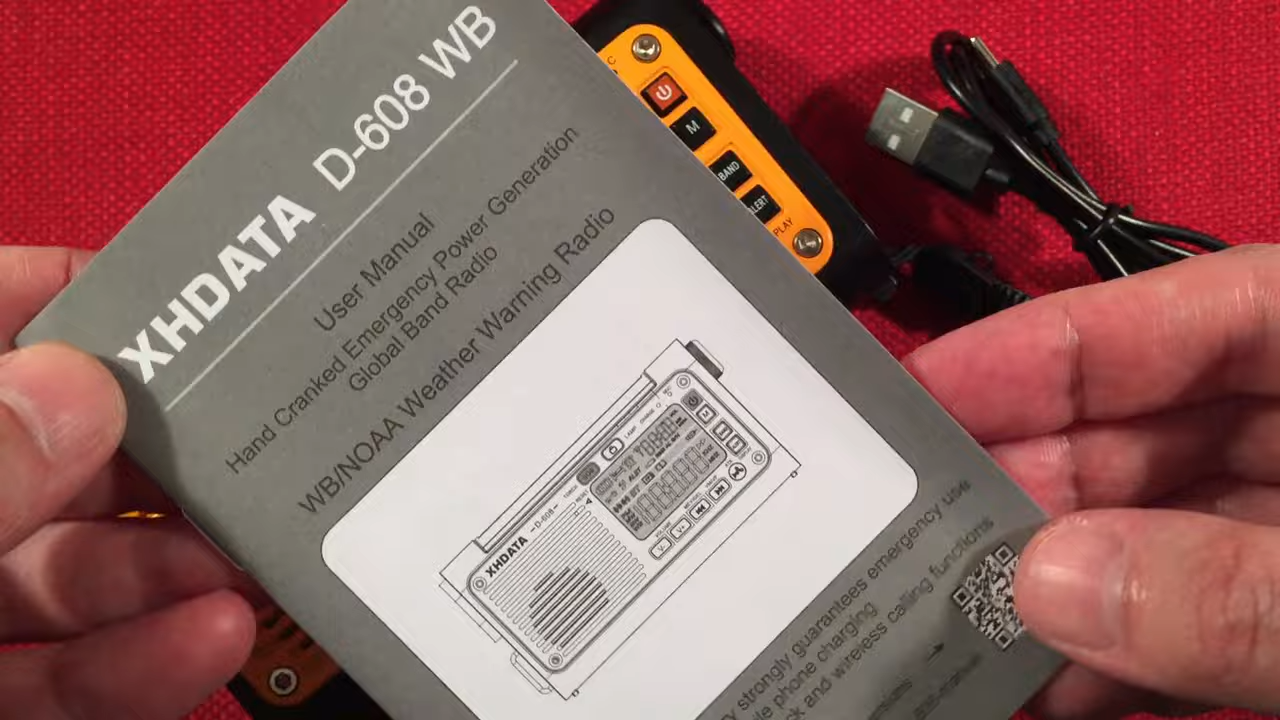 XHDATA D-608 WB
User Manual
Hand Cranked Emergency Power Generation
Global Band Radio
WB/NOAA Weather Warning Radio
XHDATA
-D-608-
M
BAND
PLAY
strongly guarantees emergency use
phone charging
and wireless calling functions